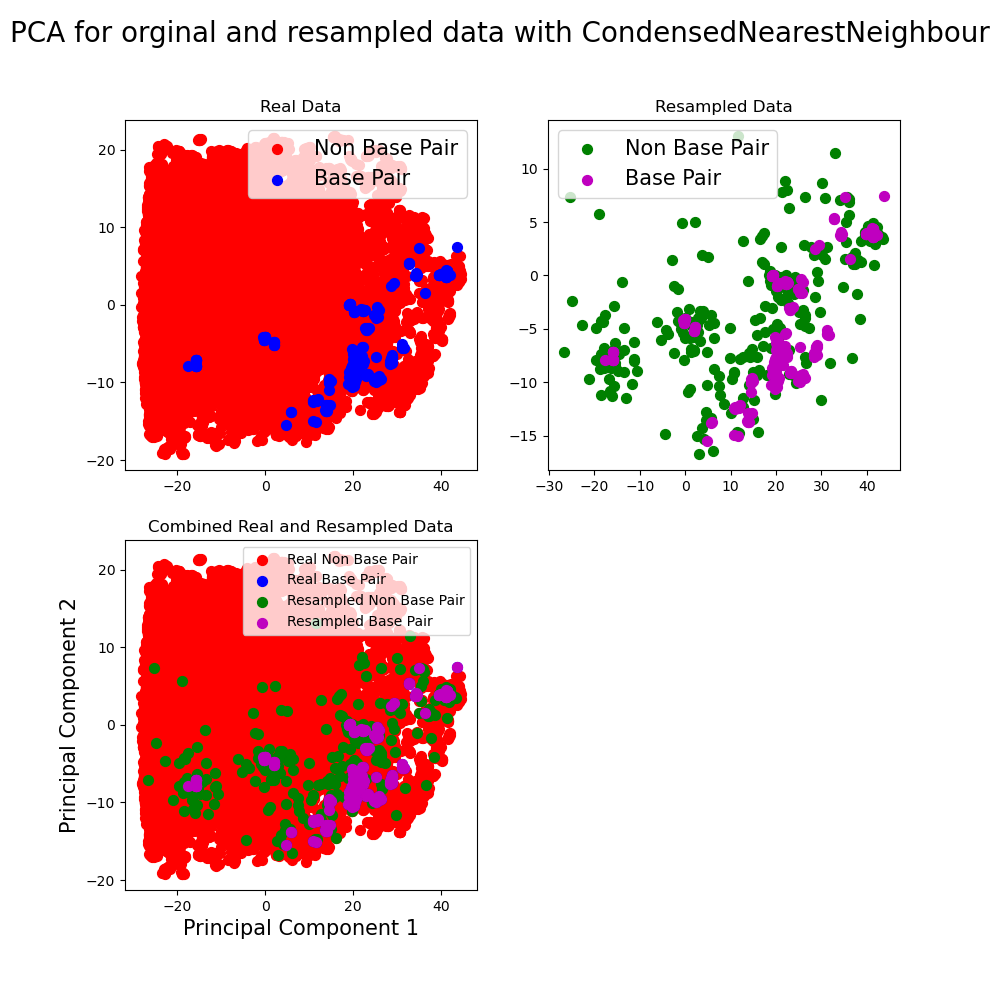 PCA for orginal and resampled data with CondensedNearestNeighbour
Real Data
Non Base Pair
Base Pair
20
10
0
−10
−20
−20 0 20 40
Resampled Data
Non Base Pair
Base Pair
10
5
0
−5
−10
−15
−30 −20 −10 0 10 20 30 40
Combined Real and Resampled Data
Real Non Base Pair
Real Base Pair
Resampled Non Base Pair
Resampled Base Pair
Principal Component 2
20
10
0
−10
−20
−20 0 20 40
Principal Component 1